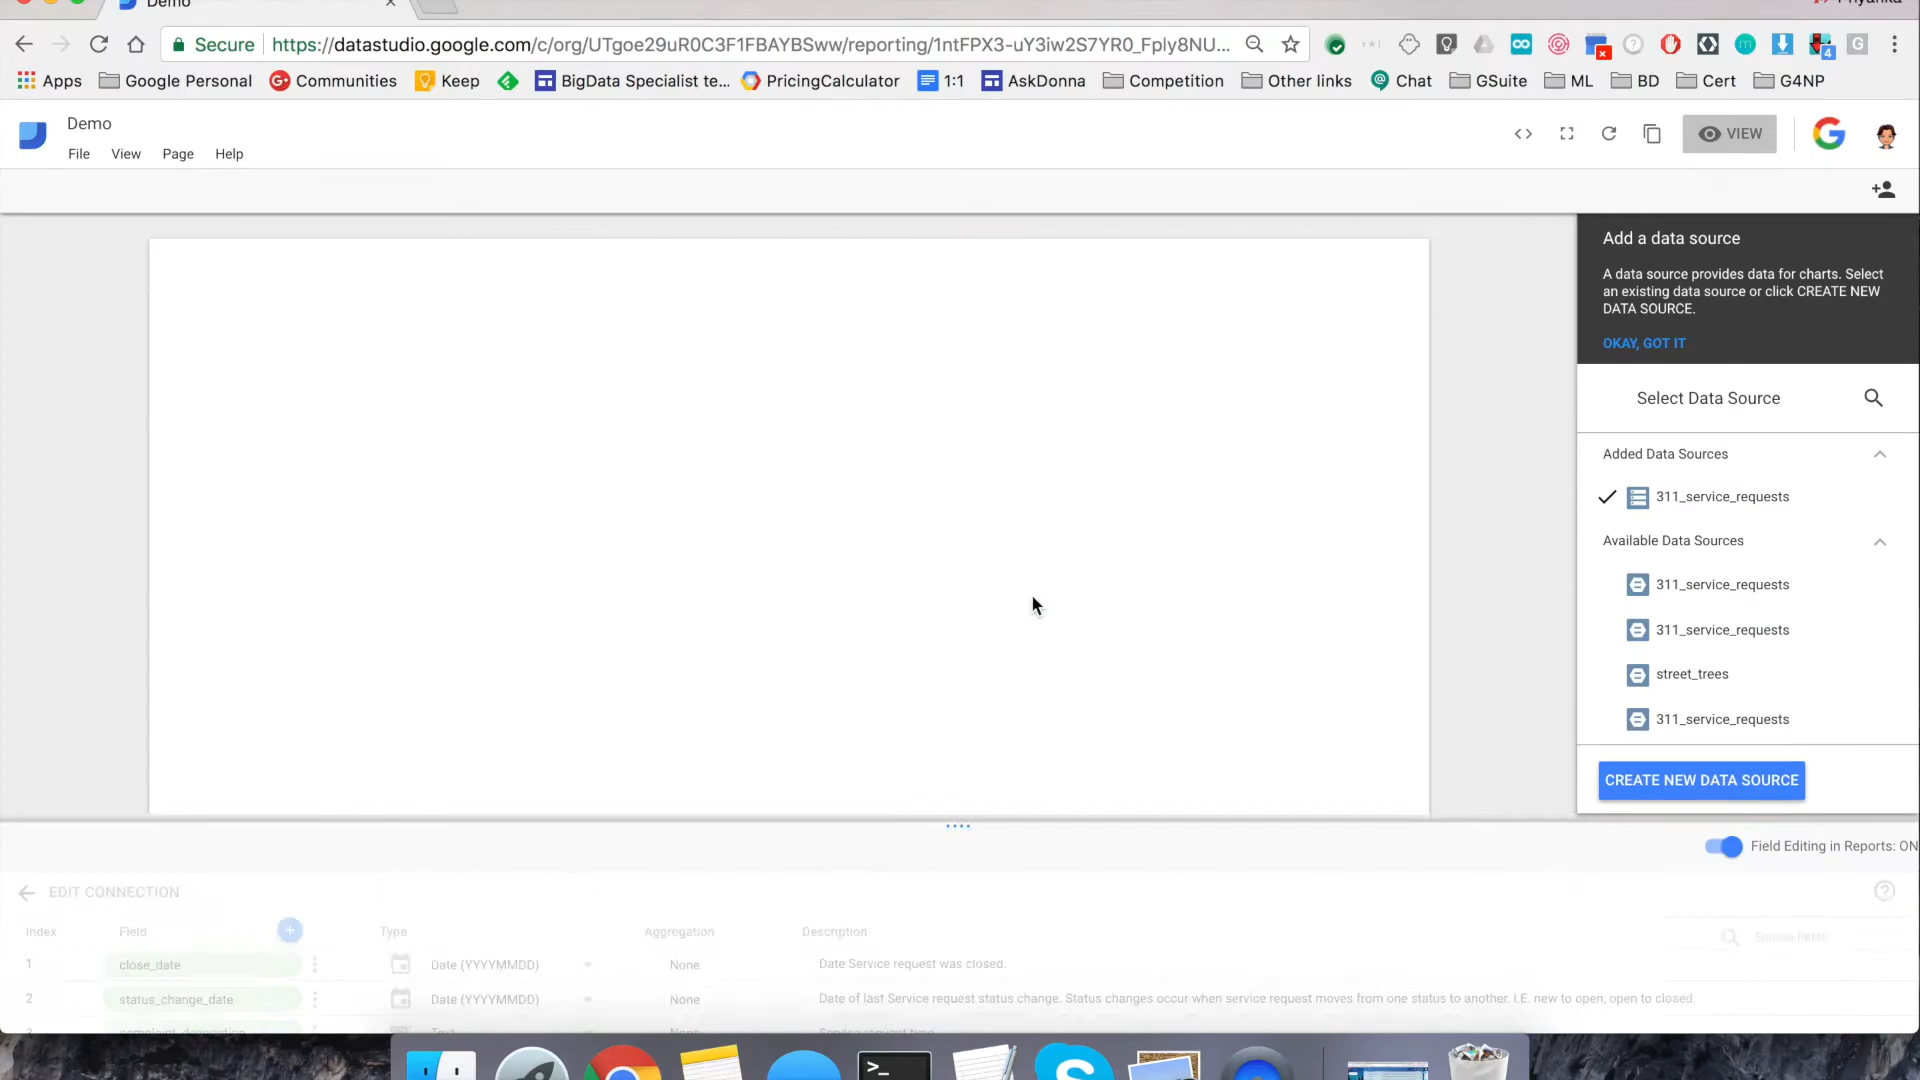 Demo
Priyanka
Secure
https://datastudio.google.com/c/org/UTgoe29uR0C3F1FBAYBSww/reporting/1ntFPX3-uY3iw2S7YR0_Fply8NU...
Apps
Google Personal
Communities
Keep
BigData Specialist te...
PricingCalculator
1:1
AskDonna
Competition
Other links
Chat
GSuite
ML
BD
Cert
G4NP
Demo
File
View
Page
Help
VIEW
Add a data source
A data source provides data for charts. Select
an existing data source or click CREATE NEW
DATA SOURCE.
OKAY, GOT IT
Select Data Source
Added Data Sources
311_service_requests
Available Data Sources
311_service_requests
311_service_requests
street_trees
311_service_requests
CREATE NEW DATA SOURCE
Field Editing in Reports: ON
EDIT CONNECTION
Index
Field
Type
Aggregation
Description
Search fields
1
close_date
Date (YYYYMMDD)
None
Date Service request was closed.
2
status_change_date
Date (YYYYMMDD)
None
Date of last Service request status change. Status changes occur when service request moves from one status to another. I.E. new to open, open to closed.